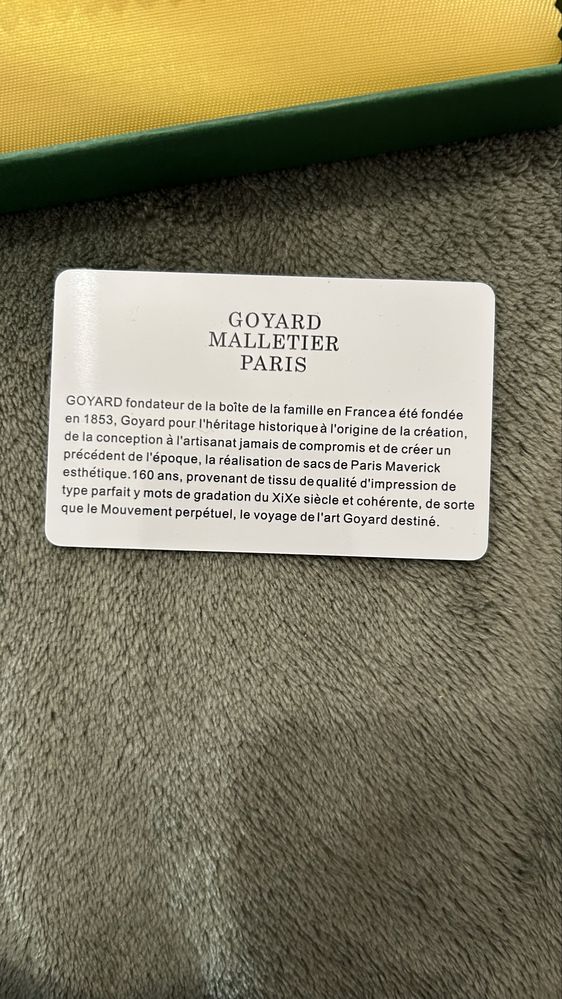 GOYARD
MALLETIER
PARIS
GOYARD fondateur de la boîte de la famille en Francea été fondée
en 1853, Goyard pour l'héritage historique à l'origine de la création,
de la conception à l'artisanat jamais de compromis et de créer un
précédent de l'époque, la réalisation de sacs de Paris Maverick
esthétique.160 ans, provenant de tissu de qualité d'impression de
type parfait y mots de gradation du XiXe siècle et cohérente, de sorte
que le Mouvement perpétuel, le voyage de l'art Goyard destiné.